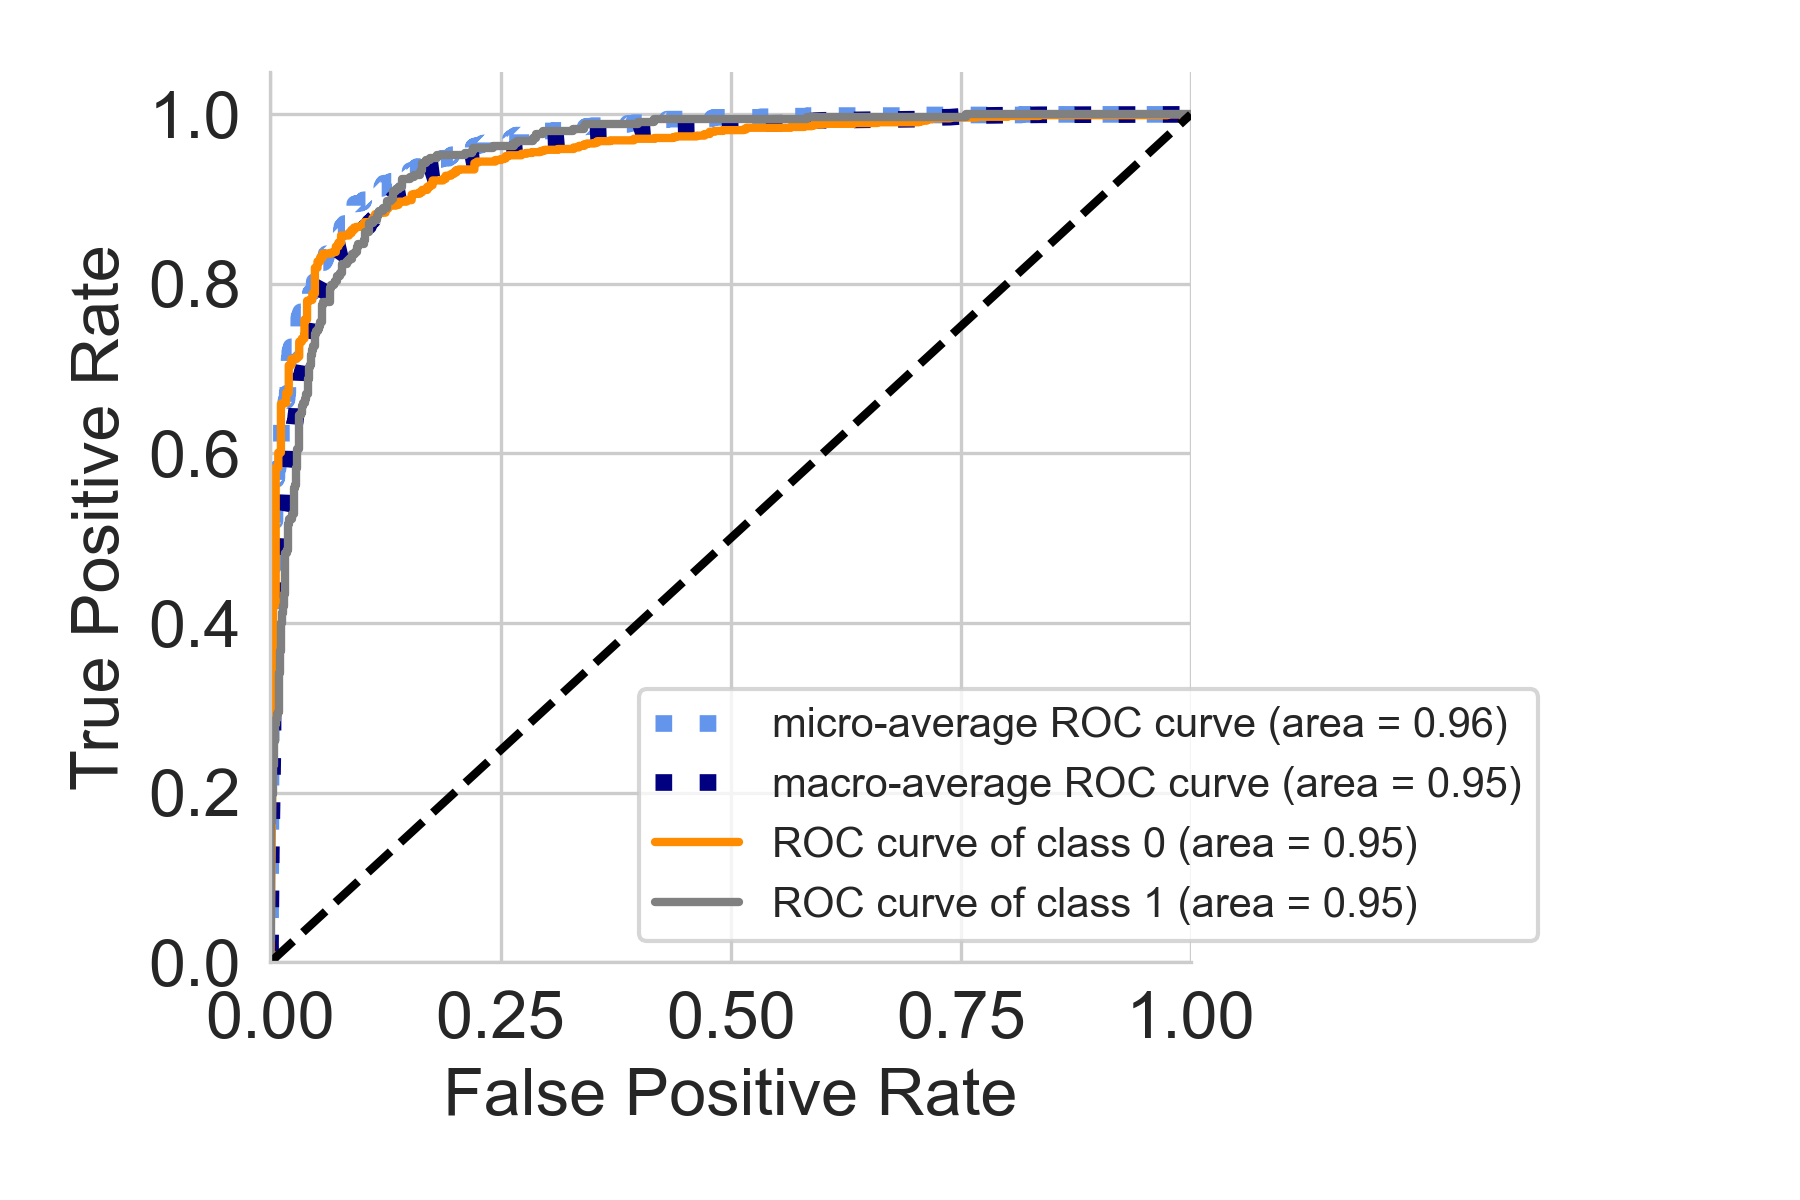 True Positive Rate
1.0
0.8
0.6
0.4
0.2
0.0
micro-average ROC curve (area = 0.96)
macro-average ROC curve (area = 0.95)
ROC curve of class 0 (area = 0.95)
ROC curve of class 1 (area = 0.95)
0.00 0.25 0.50 0.75 1.00
False Positive Rate